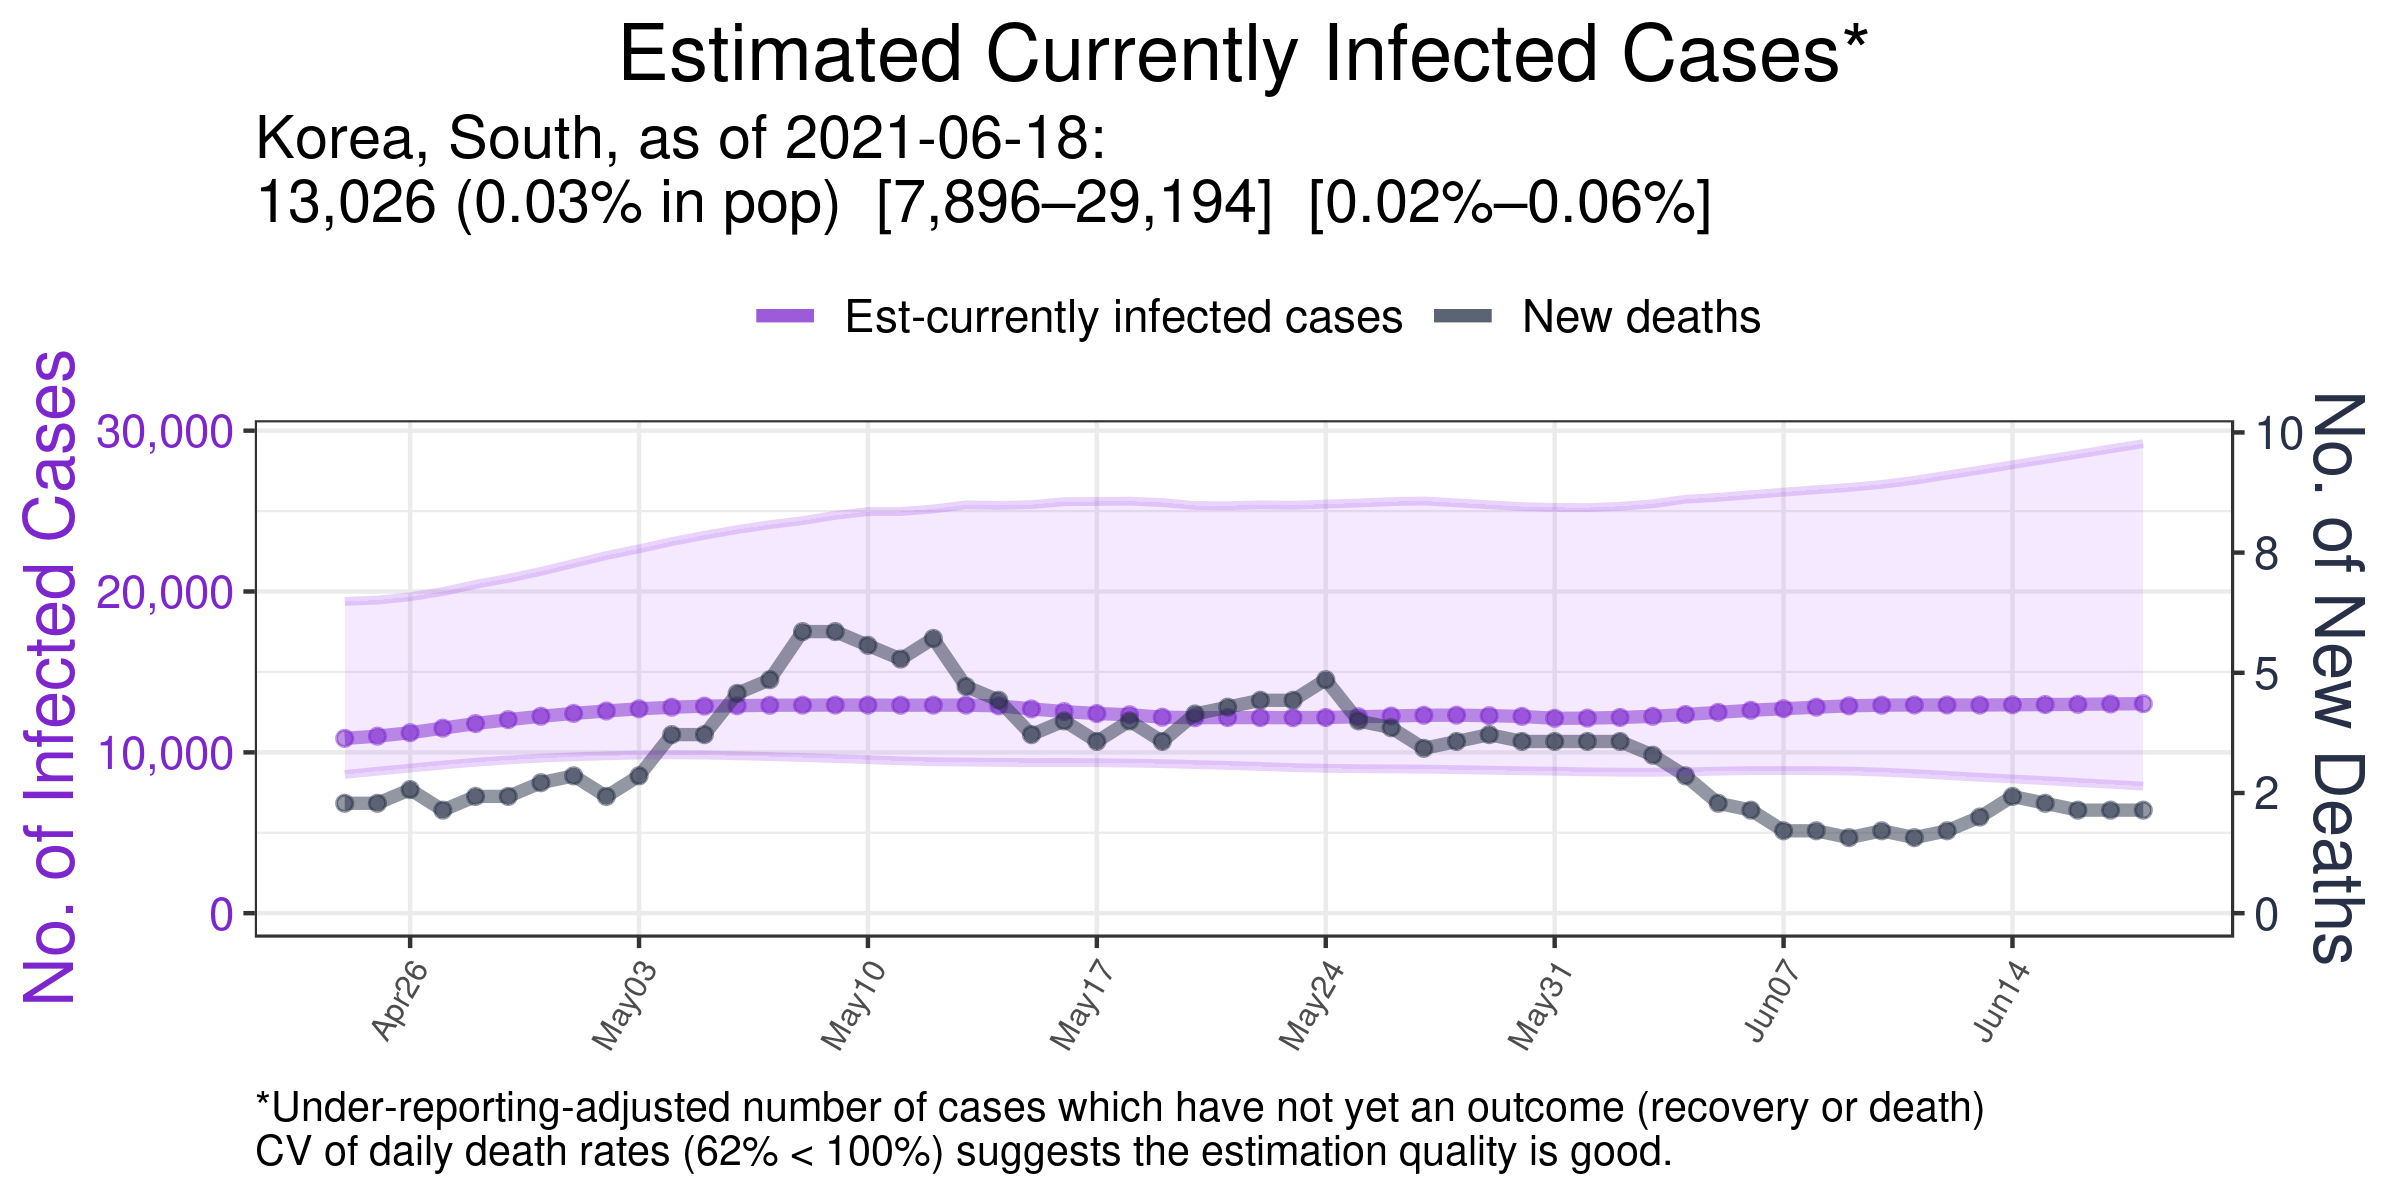 Estimated Currently Infected Cases*
Korea, South, as of 2021-06-18:
13,026 (0.03% in pop)  [7,896–29,194]  [0.02%–0.06%]
Est-currently infected cases
New deaths
No. of Infected Cases
30,000
20,000
10,000
0
10
8
5
2
0
No. of New Deaths
Apr26
May03
May10
May17
May24
May31
Jun07
Jun14
*Under-reporting-adjusted number of cases which have not yet an outcome (recovery or death)
CV of daily death rates (62% < 100%) suggests the estimation quality is good.